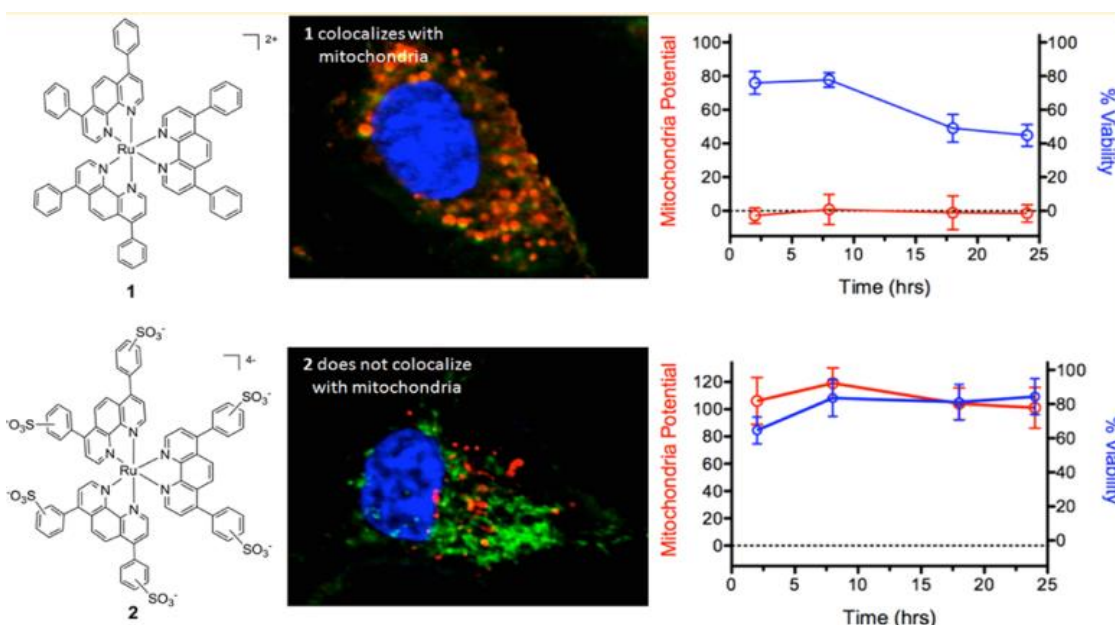 2+
N
N
N
N
Ru
N
N
1
1 colocalizes with
mitochondria
Mitochondria Potential
100
80
60
40
20
0
0
5
10
15
20
25
Time (hrs)
100
80
60
40
20
0
% Viability
SO3-
4-
SO3-
-O3S
N
N
N
N
Ru
N
N
-O3S
SO3-
SO3-
2
2 does not colocalize
with mitochondria
Mitochondria Potential
120
100
80
60
40
20
0
0
5
10
15
20
25
Time (hrs)
100
80
60
40
20
0
% Viability